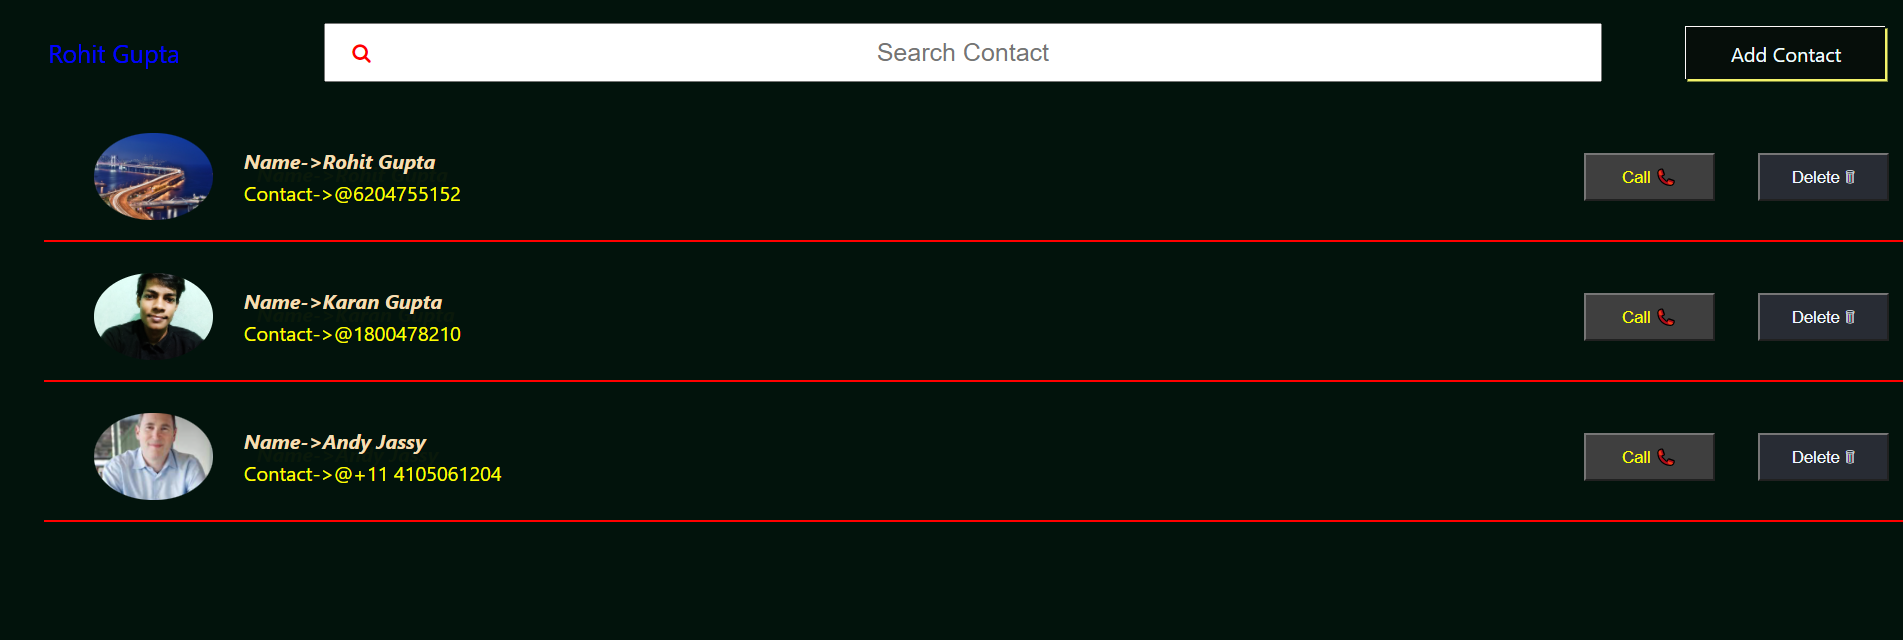 Rohit Gupta
Search Contact
Add Contact
Name->Rohit Gupta
Contact->@6204755152
Call
Delete
Name->Karan Gupta
Contact->@1800478210
Call
Delete
Name->Andy Jassy
Contact->@+11 4105061204
Call
Delete